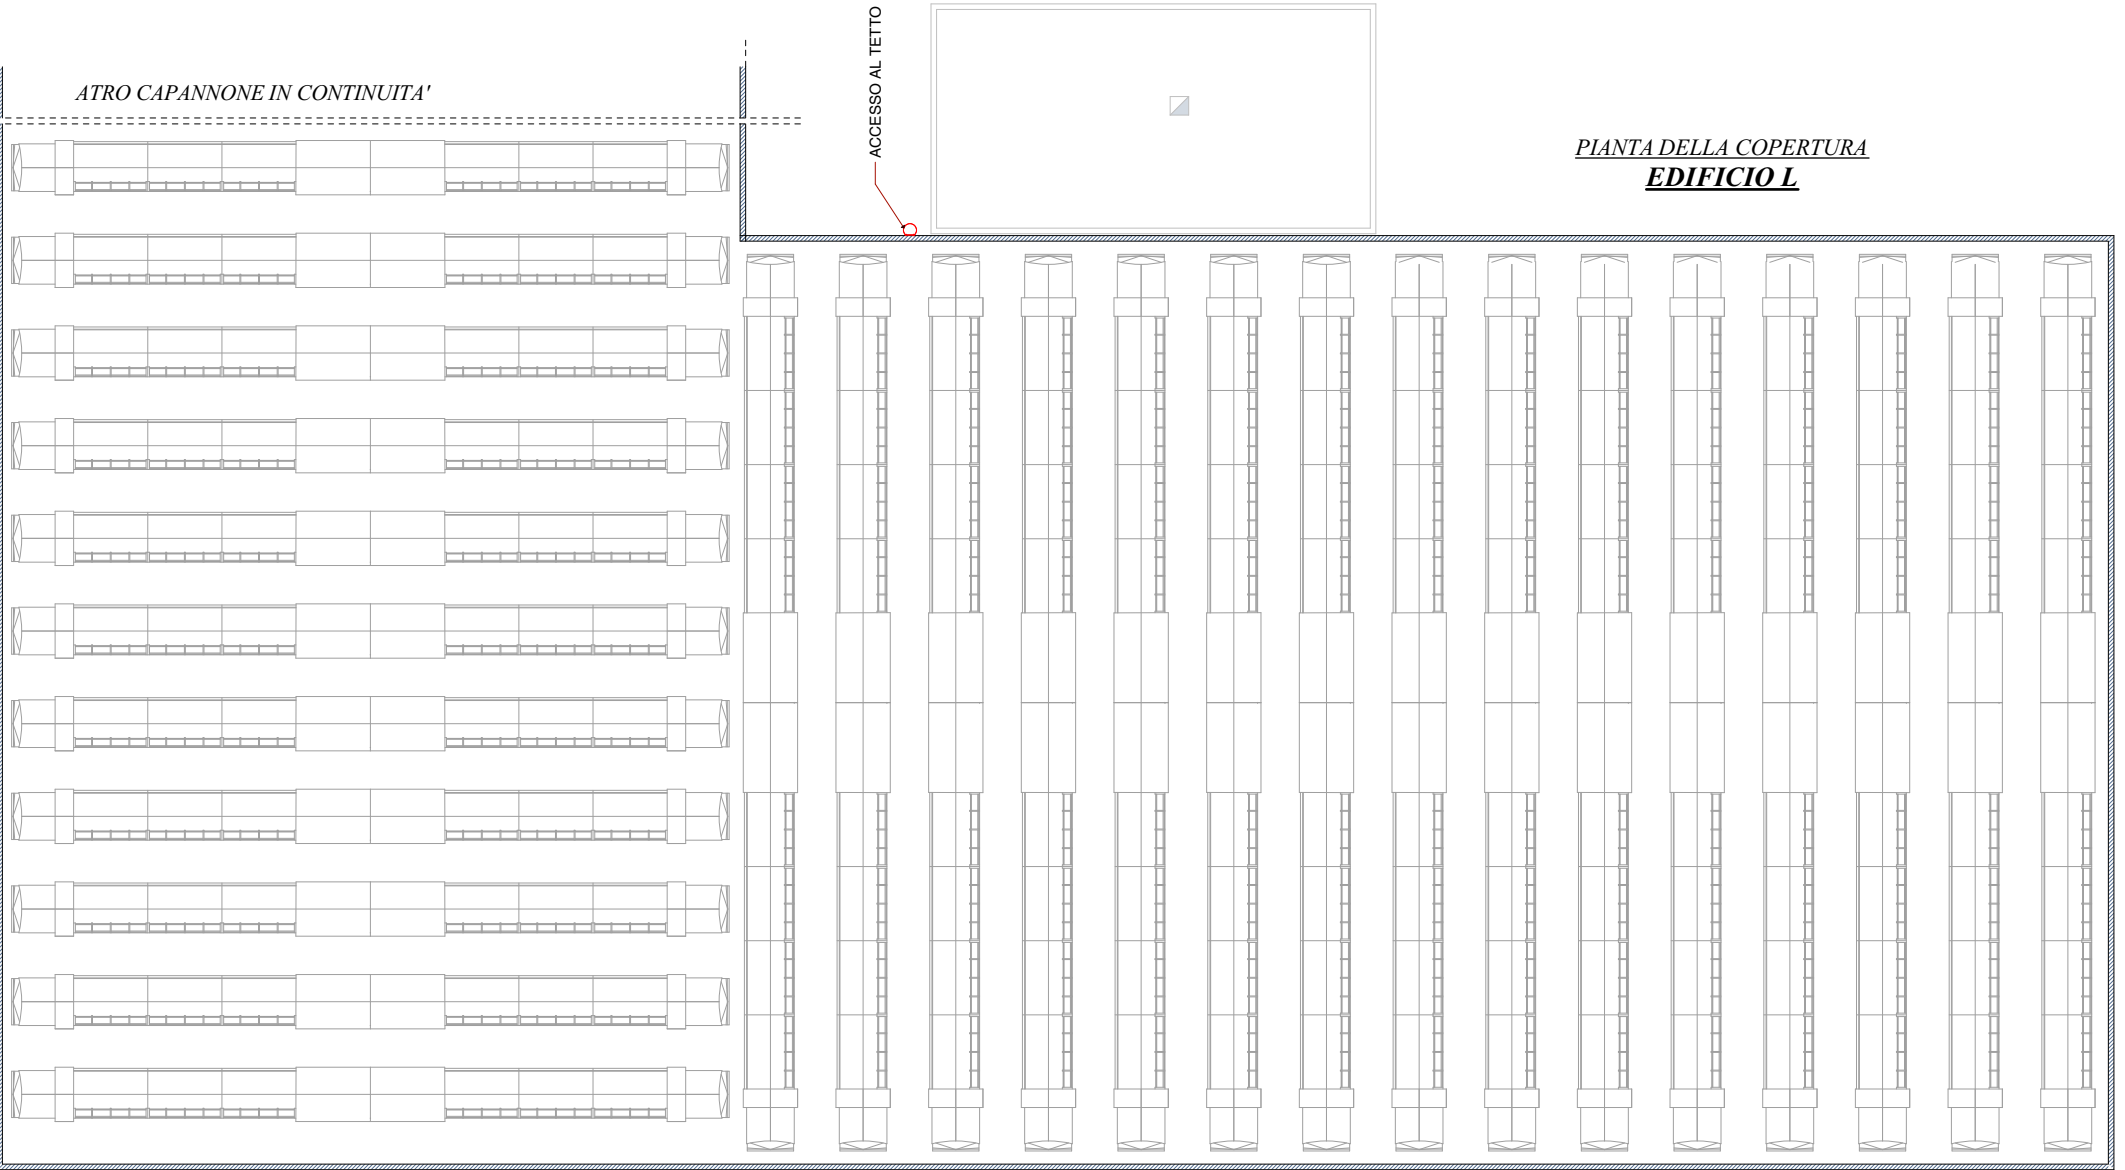 ACCESSO AL TETTO
ATRO CAPANNONE IN CONTINUITA'
PIANTA DELLA COPERTURA
EDIFICIO L